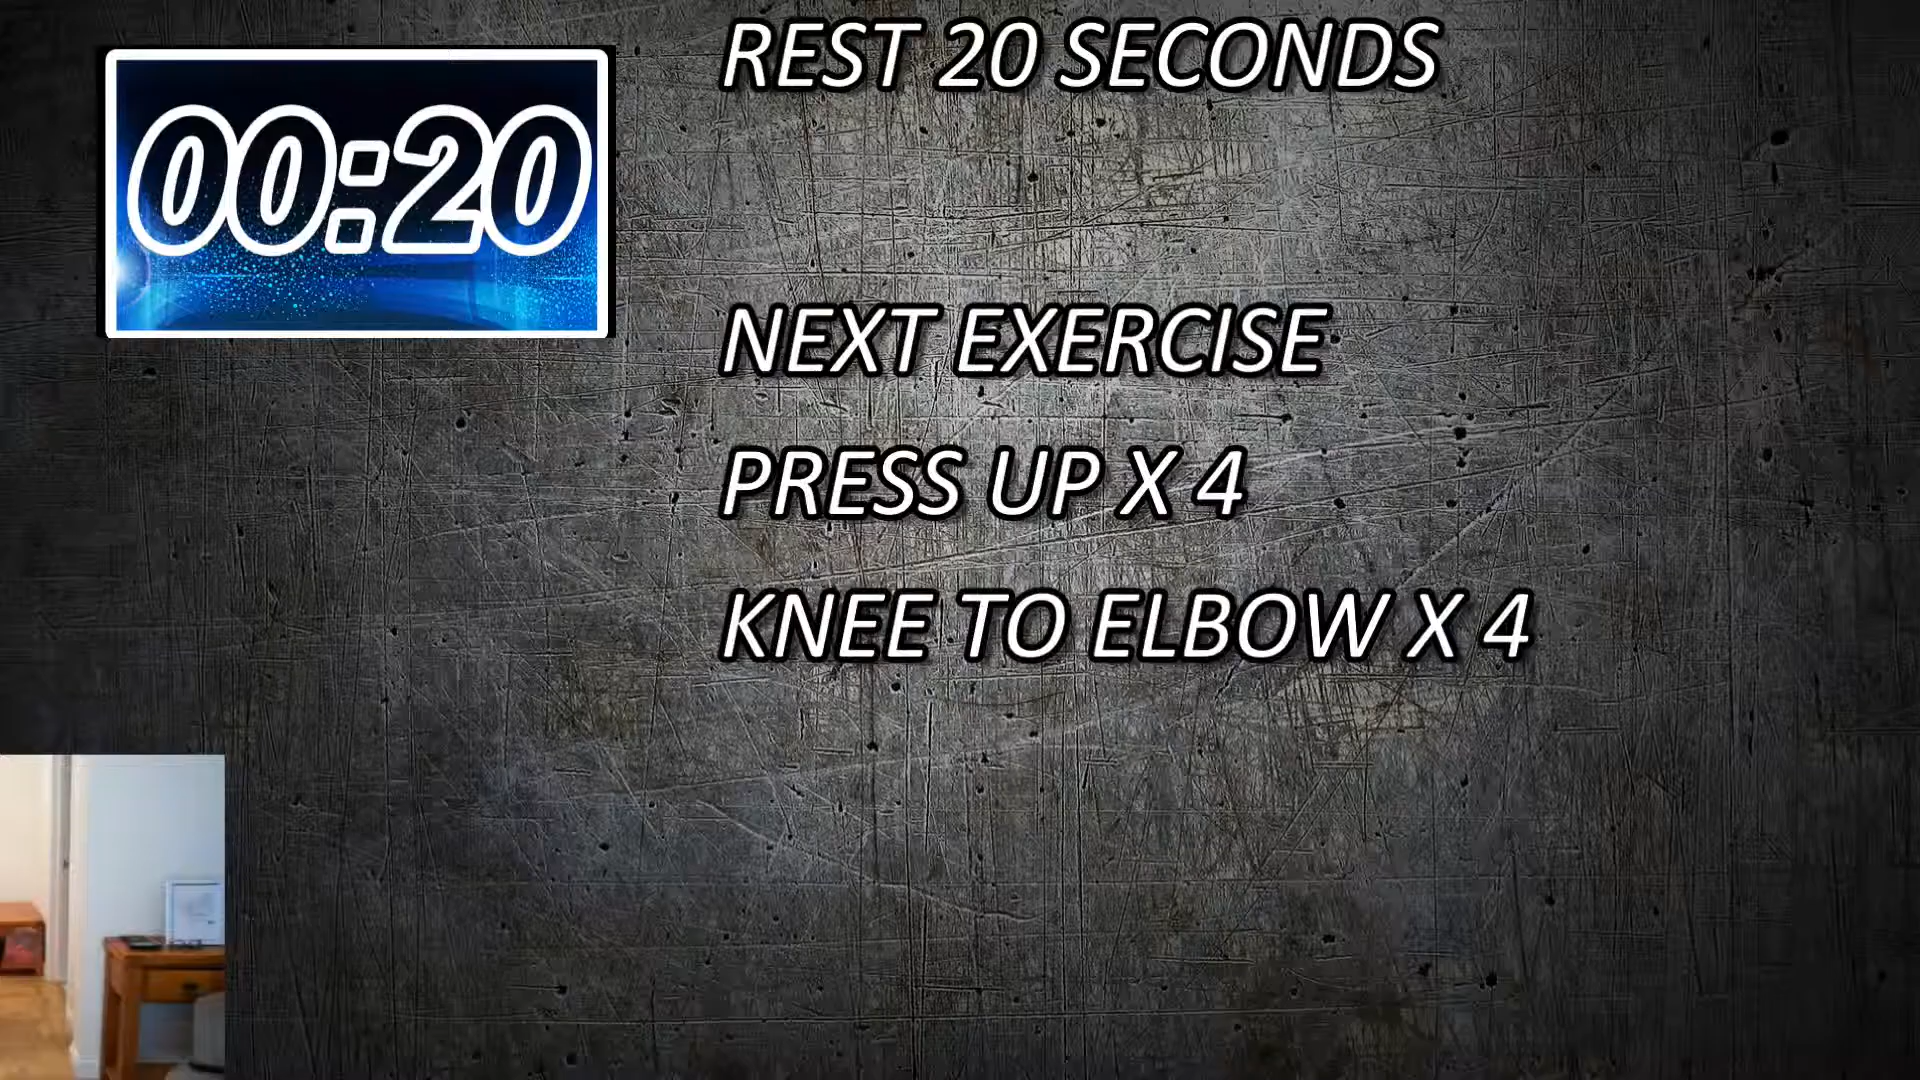 REST 20 SECONDS
00:20
NEXT EXERCISE
PRESS UP X 4
KNEE TO ELBOW X 4